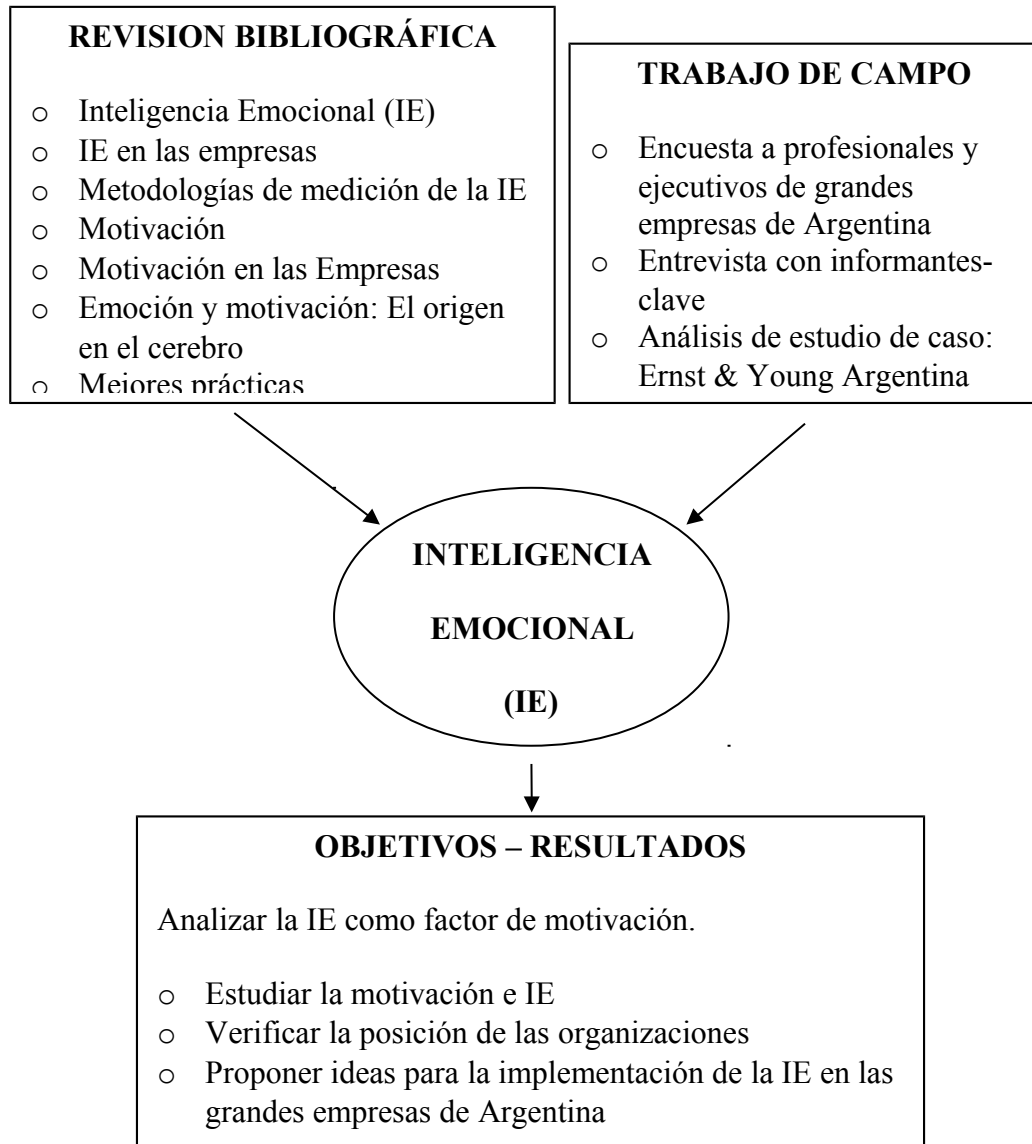 REVISION BIBLIOGRÁFICA
o Inteligencia Emocional (IE)
o IE en las empresas
o Metodologías de medición de la IE
o Motivación
o Motivación en las Empresas
o Emoción y motivación: El origen
en el cerebro
o Mejores prácticas
TRABAJO DE CAMPO
o Encuesta a profesionales y
ejecutivos de grandes
empresas de Argentina
o Entrevista con informantes-
clave
o Análisis de estudio de caso:
Ernst & Young Argentina
INTELIGENCIA
EMOCIONAL
(IE)
OBJETIVOS – RESULTADOS
Analizar la IE como factor de motivación.
o Estudiar la motivación e IE
o Verificar la posición de las organizaciones
o Proponer ideas para la implementación de la IE en las
grandes empresas de Argentina